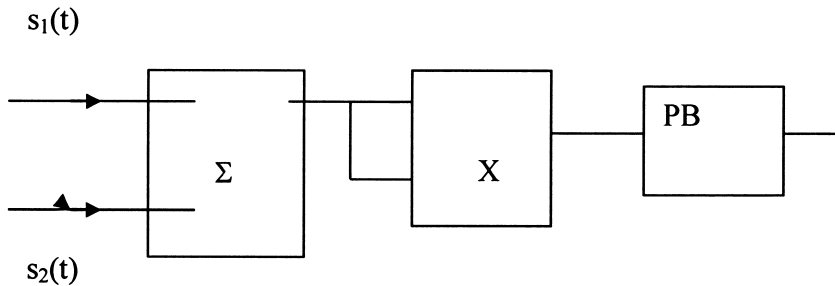 s₁(t)
Σ
X
PB
s₂(t)